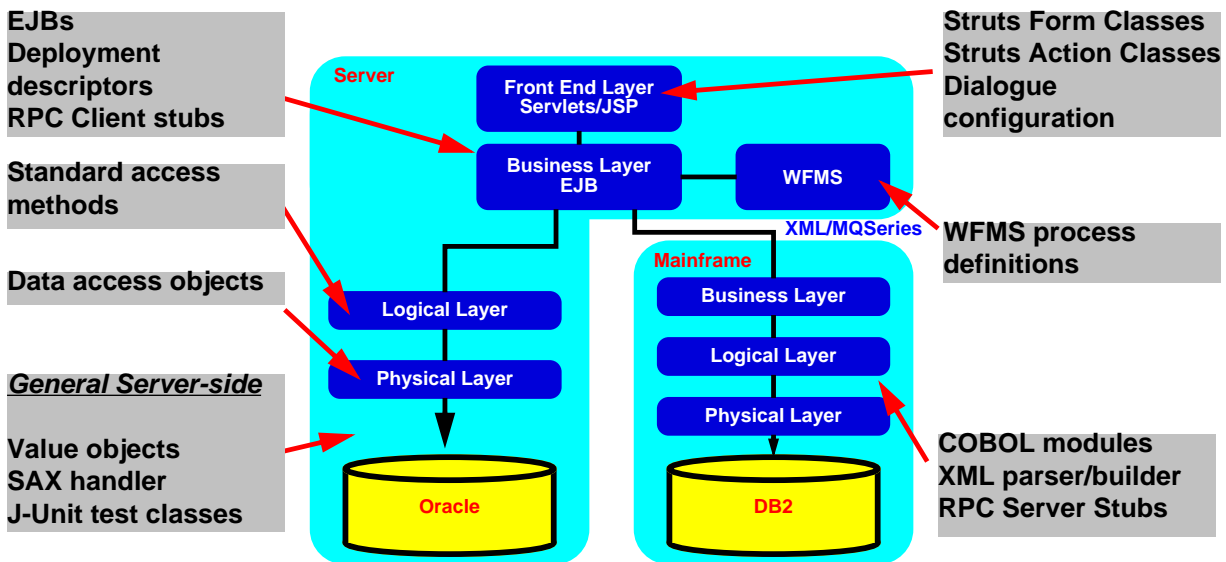 EJBs
Deployment
descriptors
RPC Client stubs
Standard access
methods
Data access objects
General Server-side
Value objects
SAX handler
J-Unit test classes
Server
Front End Layer
Servlets/JSP
Business Layer
EJB
WFMS
XML/MQSeries
Logical Layer
Physical Layer
Oracle
Mainframe
Business Layer
Logical Layer
Physical Layer
DB2
Struts Form Classes
Struts Action Classes
Dialogue
configuration
WFMS process
definitions
COBOL modules
XML parser/builder
RPC Server Stubs